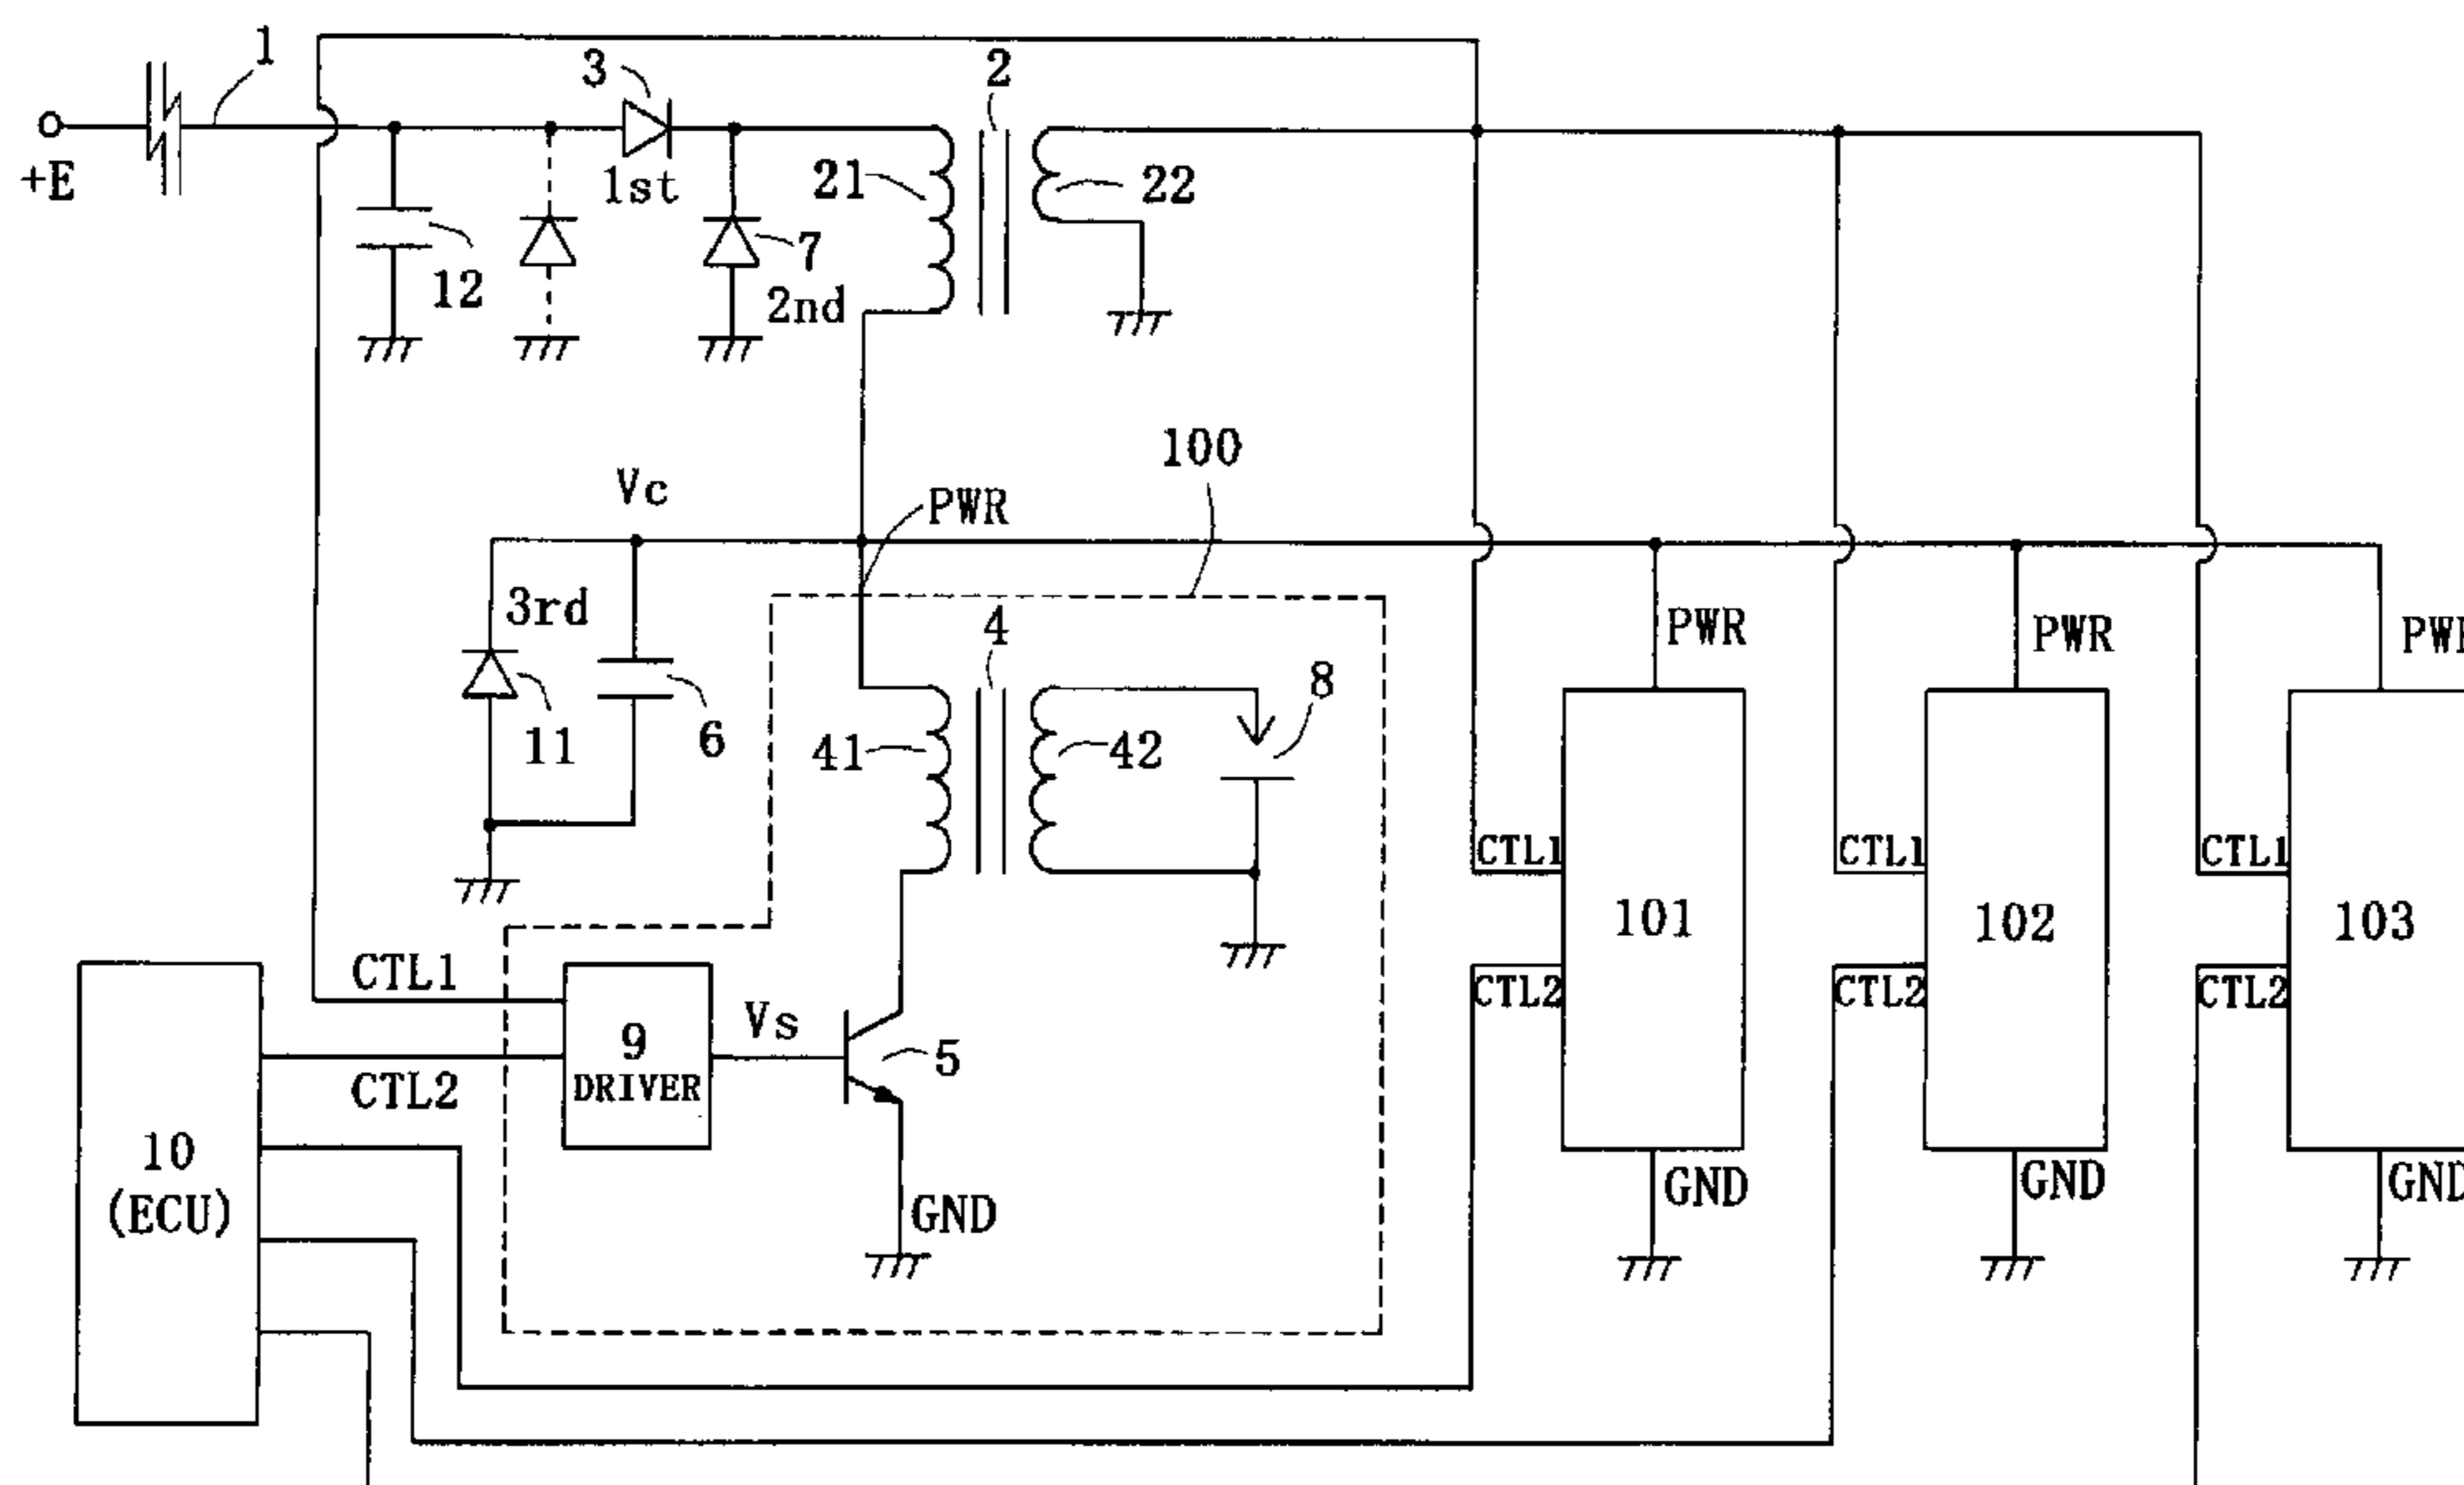 1
3
2
+E
1st
21
22
12
7
2nd
100
Vc
PWR
3rd
4
PWR
PWR
8
11
6
41
42
CTL1
CTL1
CTL1
101
102
103
CTL1
CTL2
CTL2
CTL2
9
DRIVER
Vs
5
CTL2
10
(ECU)
GND
GND
GND